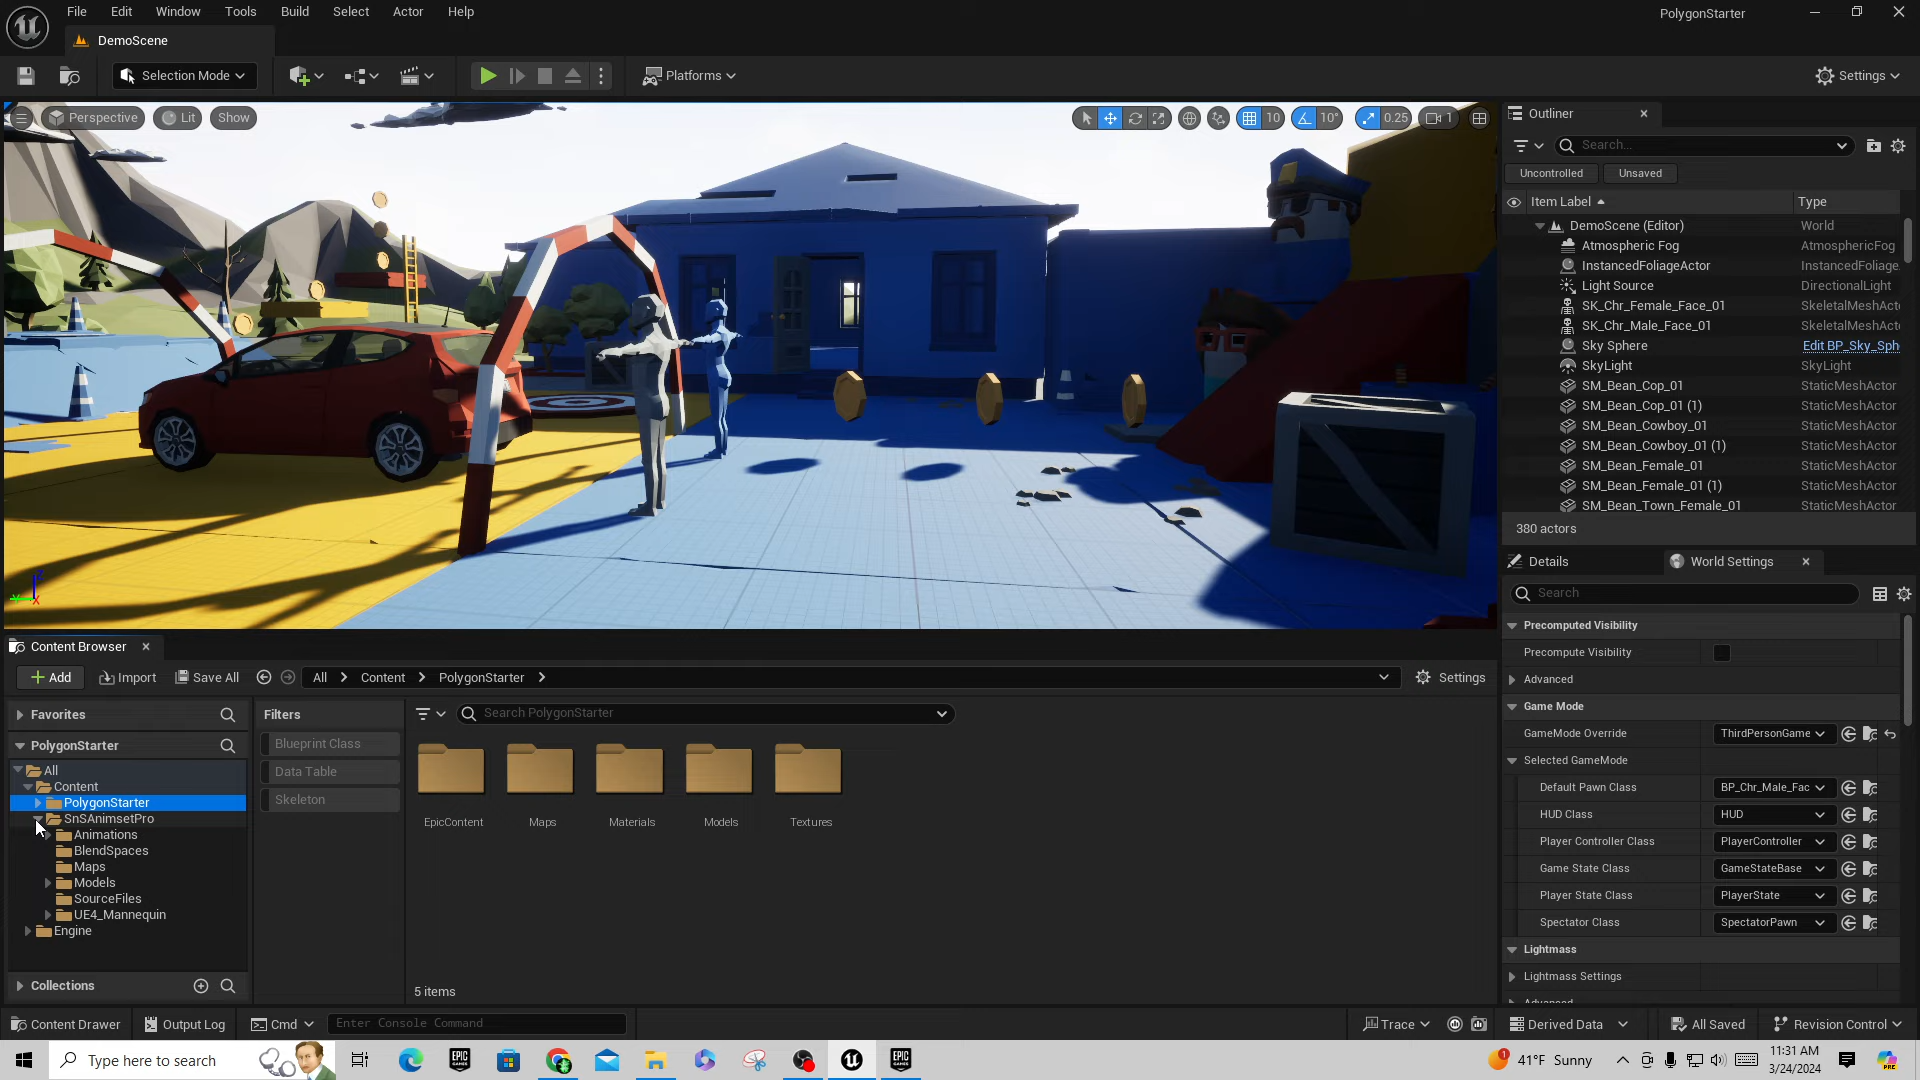 File Edit Window Tools Build Select Actor Help
PolygonStarter
DemoScene
Selection Mode
Platforms
Settings
Perspective
Lit
Show
10
10°
0.25
1
Outliner
Search...
Uncontrolled
Unsaved
Item Label
Type
DemoScene (Editor) World
Atmospheric Fog AtmosphericFog
InstancedFoliageActor InstancedFoliage
Light Source DirectionalLight
SK_Chr_Female_Face_01 SkeletalMeshAct
SK_Chr_Male_Face_01 SkeletalMeshAct
Sky Sphere Edit BP_Sky_Sph
SkyLight SkyLight
SM_Bean_Cop_01 StaticMeshActor
SM_Bean_Cop_01 (1) StaticMeshActor
SM_Bean_Cowboy_01 StaticMeshActor
SM_Bean_Cowboy_01 (1) StaticMeshActor
SM_Bean_Female_01 StaticMeshActor
SM_Bean_Female_01 (1) StaticMeshActor
SM_Bean_Town_Female_01 StaticMeshActor
380 actors
Details
World Settings
Search
Precomputed Visibility
Precompute Visibility
Advanced
Game Mode
GameMode Override ThirdPersonGame
Selected GameMode
Default Pawn Class BP_Chr_Male_Fac
HUD Class HUD
Player Controller Class PlayerController
Game State Class GameStateBase
Player State Class PlayerState
Spectator Class SpectatorPawn
Lightmass
Lightmass Settings
Advanced
Content Browser
Add
Import
Save All
All
Content
PolygonStarter
Settings
Favorites
PolygonStarter
All
Content
PolygonStarter
SnSAnimsetPro
Animations
BlendSpaces
Maps
Models
SourceFiles
UE4_Mannequin
Engine
Collections
Filters
Blueprint Class
Data Table
Skeleton
Search PolygonStarter
EpicContent
Maps
Materials
Models
Textures
5 items
Content Drawer
Output Log
Cmd
Enter Console Command
Trace
Derived Data
All Saved
Revision Control
Type here to search
EPIC
GAMES
EPIC
GAMES
1
41°F Sunny
11:31 AM
3/24/2024
PRE